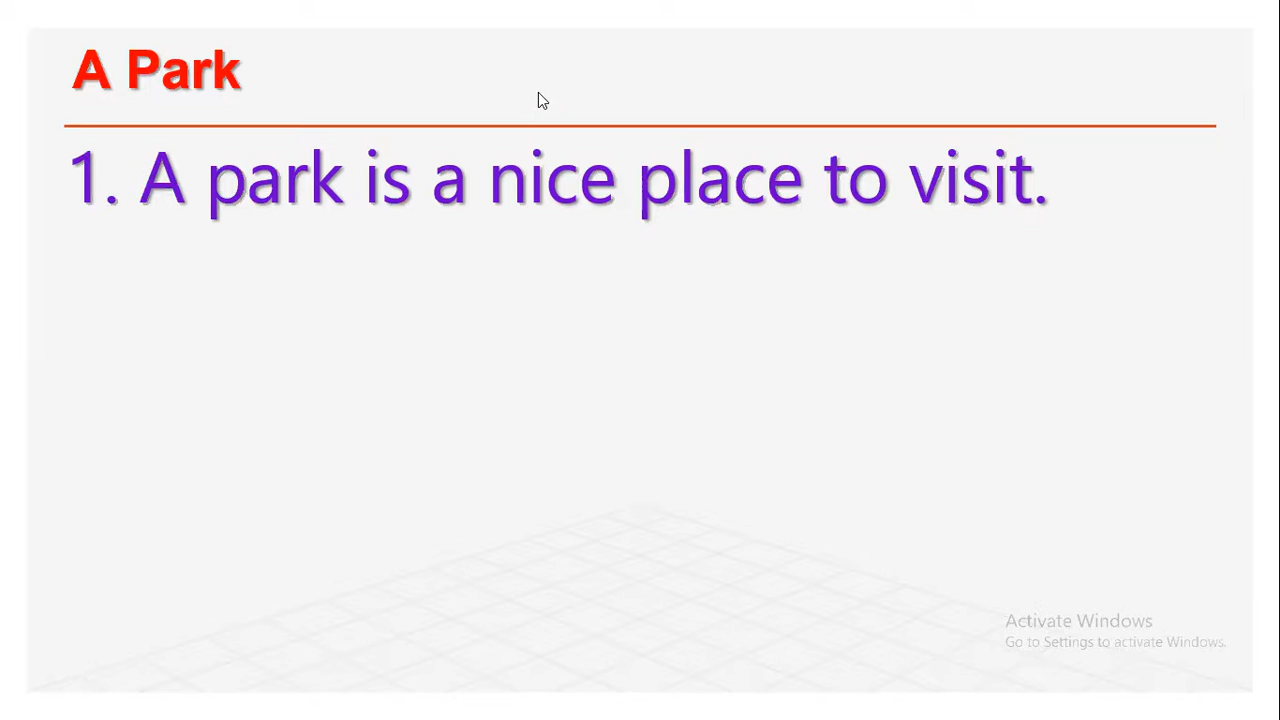 A Park
1. A park is a nice place to visit.
Activate Windows
Go to Settings to activate Windows.